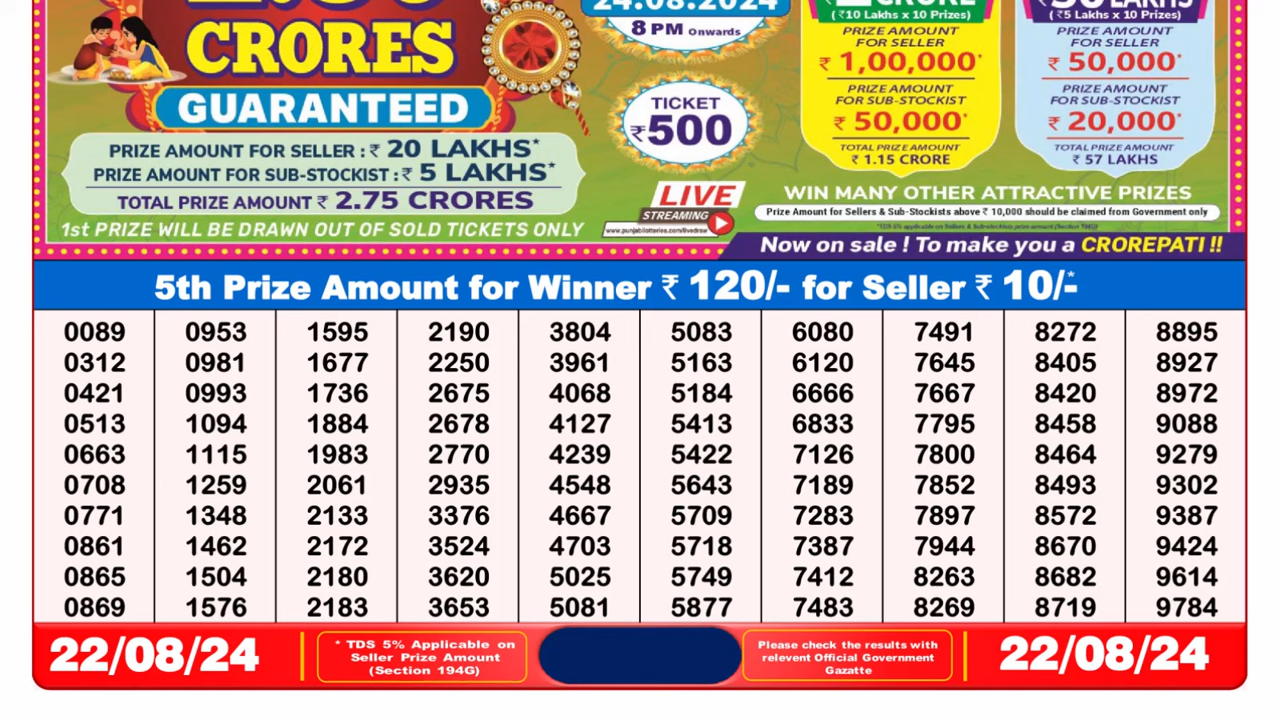 CRORES
GUARANTEED
PRIZE AMOUNT FOR SELLER : ₹ 20 LAKHS*
PRIZE AMOUNT FOR SUB-STOCKIST : ₹ 5 LAKHS*
TOTAL PRIZE AMOUNT ₹ 2.75 CRORES
1st PRIZE WILL BE DRAWN OUT OF SOLD TICKETS ONLY
24.08.2024
8 PM Onwards
TICKET
₹500
LIVE
STREAMING
www.punjablotteries.com/livedraw
CRORE
(₹10 Lakhs x 10 Prizes)
PRIZE AMOUNT
FOR SELLER
₹ 1,00,000*
PRIZE AMOUNT
FOR SUB-STOCKIST
₹ 50,000*
TOTAL PRIZE AMOUNT
₹ 1.15 CRORE
LAKHS
(₹5 Lakhs x 10 Prizes)
PRIZE AMOUNT
FOR SELLER
₹ 50,000*
PRIZE AMOUNT
FOR SUB-STOCKIST
₹ 20,000*
TOTAL PRIZE AMOUNT
₹ 57 LAKHS
WIN MANY OTHER ATTRACTIVE PRIZES
Prize Amount for Sellers & Sub-Stockists above ₹ 10,000 should be claimed from Government only
Now on sale ! To make you a CROREPATI !!
5th Prize Amount for Winner ₹ 120/- for Seller ₹ 10/-*
0089 0953 1595 2190 3804 5083 6080 7491 8272 8895
0312 0981 1677 2250 3961 5163 6120 7645 8405 8927
0421 0993 1736 2675 4068 5184 6666 7667 8420 8972
0513 1094 1884 2678 4127 5413 6833 7795 8458 9088
0663 1115 1983 2770 4239 5422 7126 7800 8464 9279
0708 1259 2061 2935 4548 5643 7189 7852 8493 9302
0771 1348 2133 3376 4667 5709 7283 7897 8572 9387
0861 1462 2172 3524 4703 5718 7387 7944 8670 9424
0865 1504 2180 3620 5025 5749 7412 8263 8682 9614
0869 1576 2183 3653 5081 5877 7483 8269 8719 9784
22/08/24
* TDS 5% Applicable on
Seller Prize Amount
(Section 194G)
Please check the results with
relevent Official Government
Gazatte
22/08/24